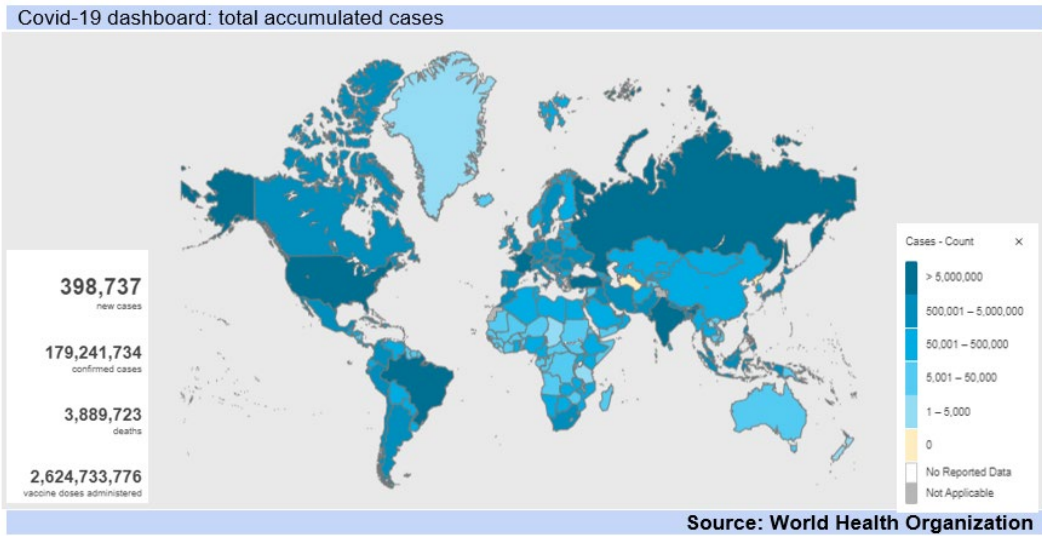 Covid-19 dashboard: total accumulated cases
398,737
new cases
179,241,734
confirmed cases
3,889,723
deaths
2,624,733,776
vaccine doses administered
Cases - Count ×
> 5,000,000
500,001 – 5,000,000
50,001 – 500,000
5,001 – 50,000
1 – 5,000
0
No Reported Data
Not Applicable
Source: World Health Organization